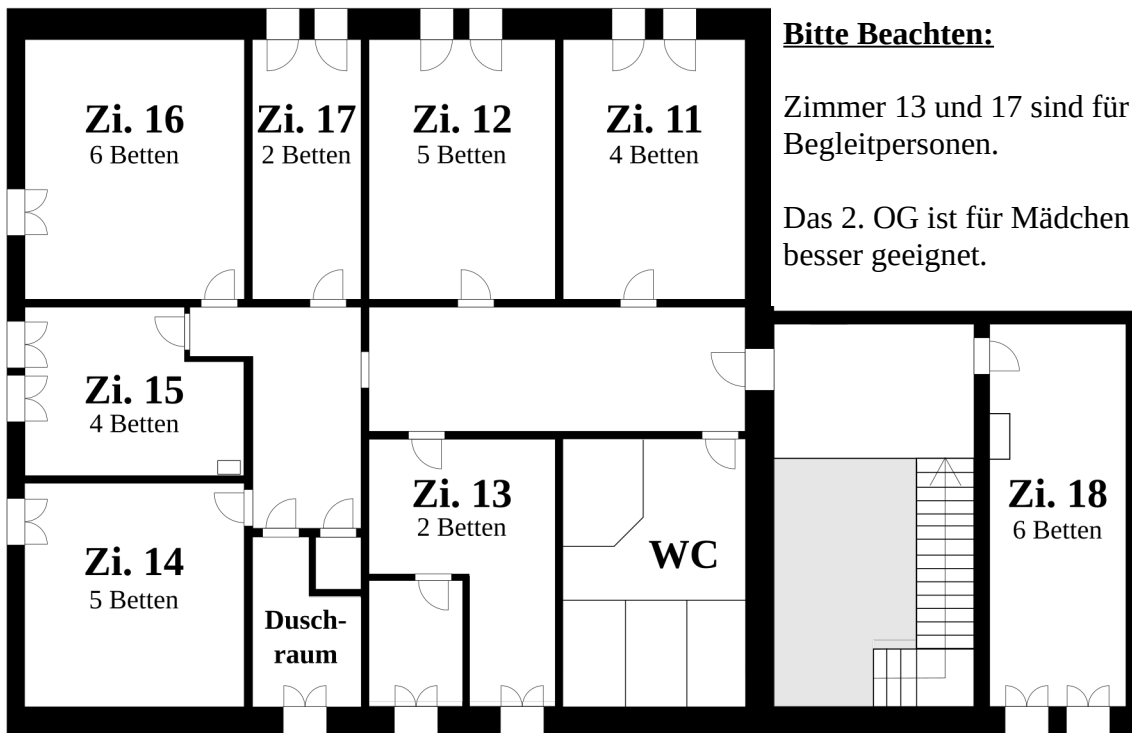 Bitte Beachten:
Zimmer 13 und 17 sind für
Begleitpersonen.
Das 2. OG ist für Mädchen
besser geeignet.
Zi. 16
6 Betten
Zi. 17
2 Betten
Zi. 12
5 Betten
Zi. 11
4 Betten
Zi. 15
4 Betten
Zi. 14
5 Betten
Dusch-
raum
Zi. 13
2 Betten
WC
Zi. 18
6 Betten